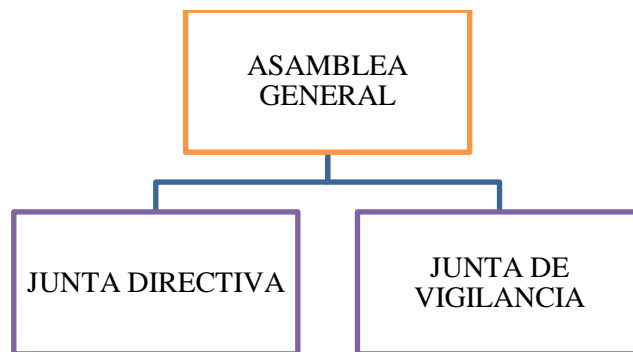 ASAMBLEA
GENERAL
JUNTA DIRECTIVA
JUNTA DE
VIGILANCIA